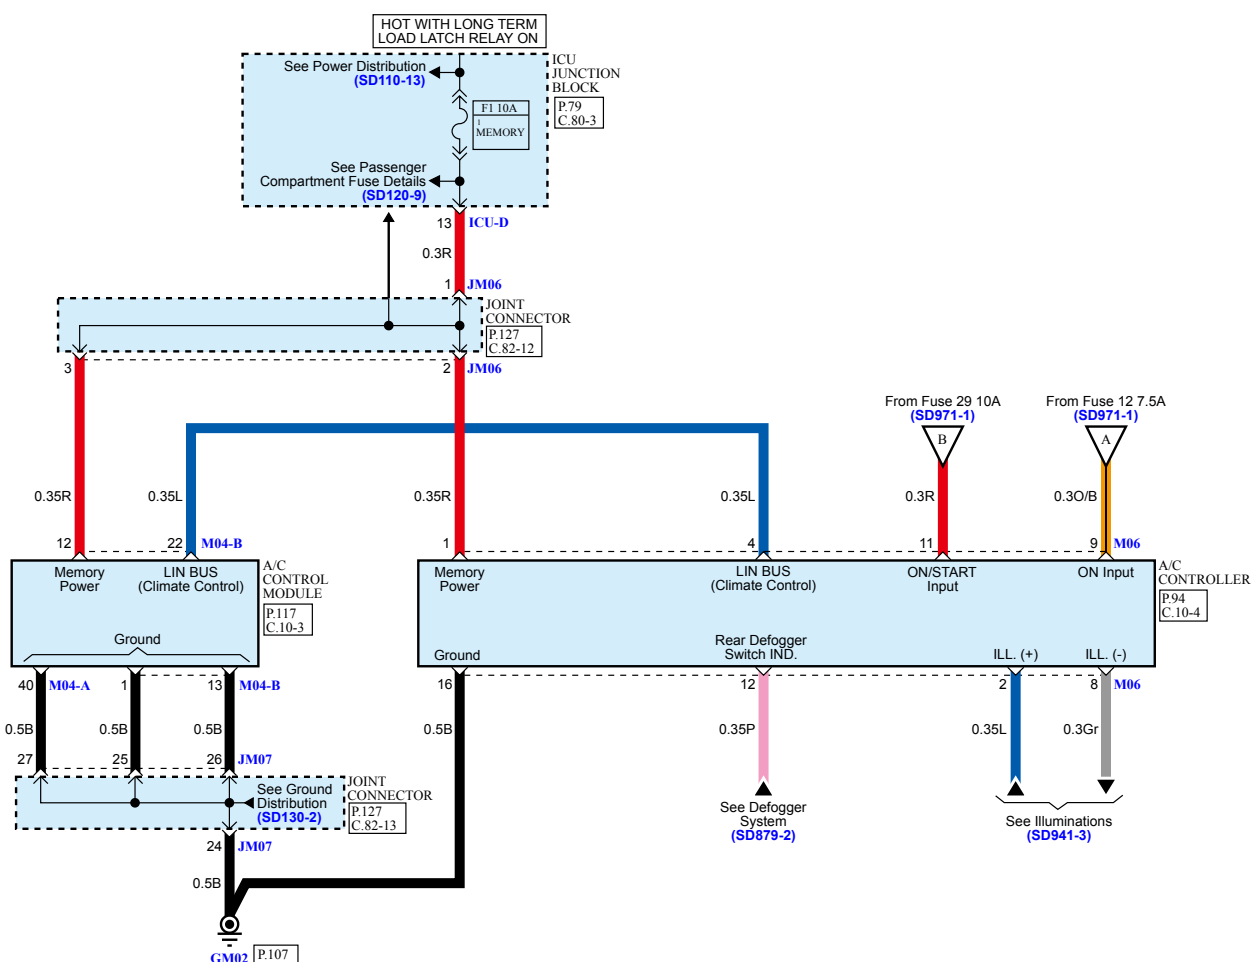 HOT WITH LONG TERM
LOAD LATCH RELAY ON
See Power Distribution
(SD110-13)
ICU
JUNCTION
BLOCK
P.79
C.80-3
F1 10A
1
MEMORY
See Passenger
Compartment Fuse Details
(SD120-9)
13 ICU-D
0.3R
1 JM06
JOINT
CONNECTOR
P.127
C.82-12
3
2 JM06
From Fuse 29 10A
(SD971-1)
B
From Fuse 12 7.5A
(SD971-1)
A
0.35R
0.35L
0.35R
0.35L
0.3R
0.3O/B
12
22 M04-B
1
4
11
9 M06
Memory
Power
LIN BUS
(Climate Control)
Ground
A/C
CONTROL
MODULE
P.117
C.10-3
Memory
Power
LIN BUS
(Climate Control)
ON/START
Input
ON Input
A/C
CONTROLLER
P.94
C.10-4
Ground
Rear Defogger
Switch IND.
ILL. (+)
ILL. (-)
40 M04-A
1
13 M04-B
16
12
2
8 M06
0.5B
0.5B
0.5B
0.5B
0.35P
0.35L
0.3Gr
27
25
26 JM07
See Ground
Distribution
(SD130-2)
JOINT
CONNECTOR
P.127
C.82-13
See Defogger
System
(SD879-2)
See Illuminations
(SD941-3)
24 JM07
0.5B
GM02
P.107